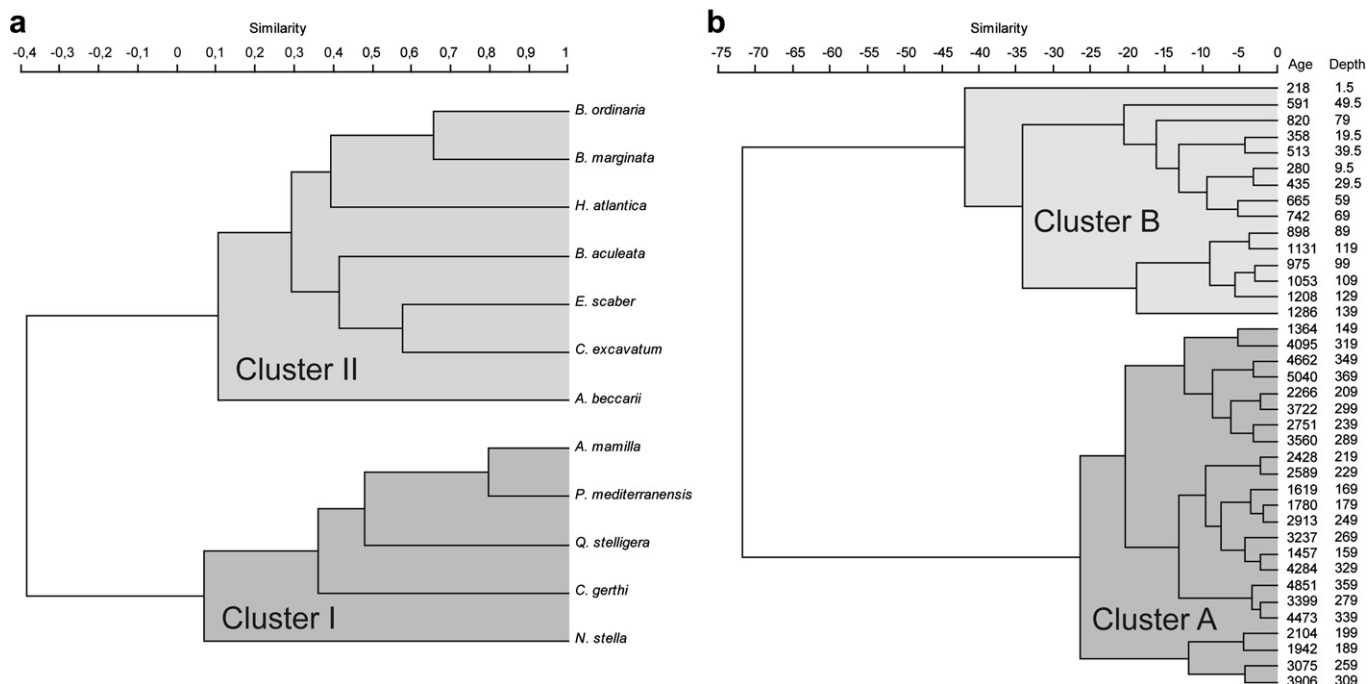 a
Similarity
-0,4 -0,3 -0,2 -0,1 0 0,1 0,2 0,3 0,4 0,5 0,6 0,7 0,8 0,9 1
B. ordinaria
B. marginata
H. atlantica
B. aculeata
E. scaber
C. excavatum
Cluster II
A. beccarii
A. mamilla
P. mediterranensis
Q. stelligera
C. gerthi
Cluster I
N. stella
b
Similarity
-75 -70 -65 -60 -55 -50 -45 -40 -35 -30 -25 -20 -15 -10 -5 0
Age Depth
218 1.5
591 49.5
820 79
358 19.5
513 39.5
280 9.5
435 29.5
665 59
742 69
Cluster B
898 89
1131 119
975 99
1053 109
1208 129
1286 139
1364 149
4095 319
4662 349
5040 369
2266 209
3722 299
2751 239
3560 289
2428 219
2589 229
1619 169
1780 179
2913 249
3237 269
1457 159
4284 329
4851 359
3399 279
4473 339
Cluster A
2104 199
1942 189
3075 259
3906 309